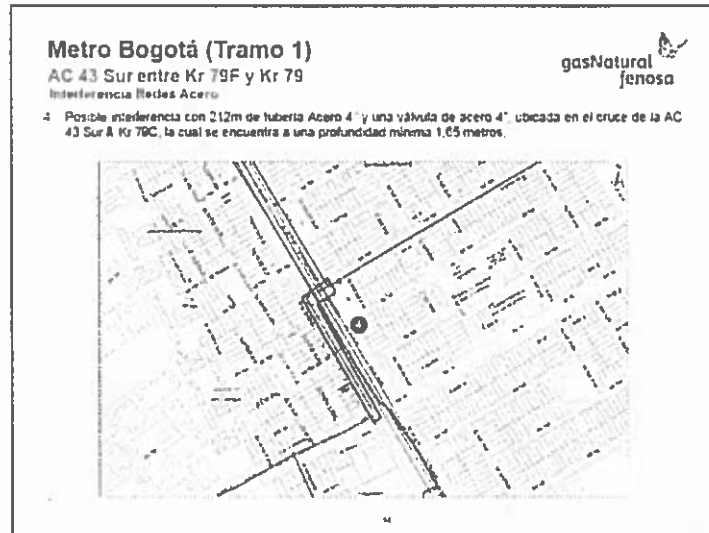 Metro Bogotá (Tramo 1)
AC 43 Sur entre Kr 79F y Kr 79
Interferencia Redes Acero
gasNatural
fenosa
4 Posible interferencia con 212m de tubería Acero 4" y una válvula de acero 4", ubicada en el cruce de la AC
43 Sur & Kr 79C, la cual se encuentra a una profundidad mínima 1,65 metros.
4